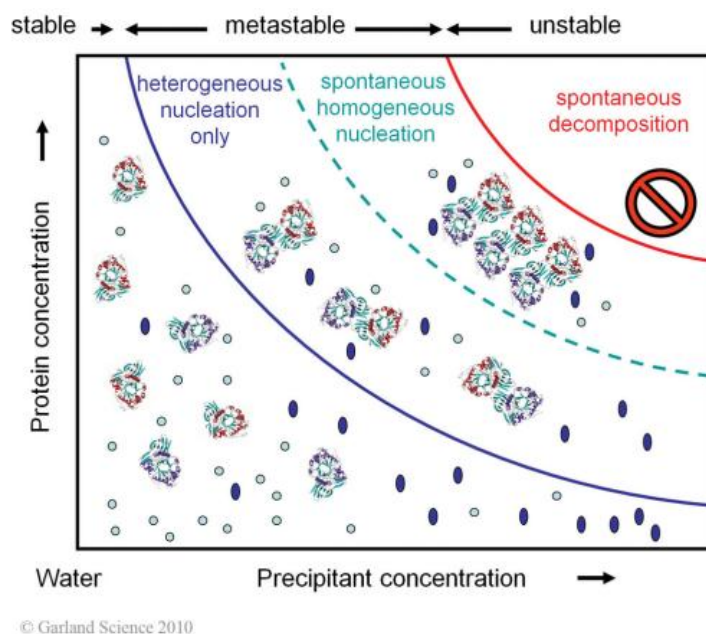 stable
metastable
unstable
heterogeneous
nucleation
only
spontaneous
homogeneous
nucleation
spontaneous
decomposition
Protein concentration
Water
Precipitant concentration
© Garland Science 2010